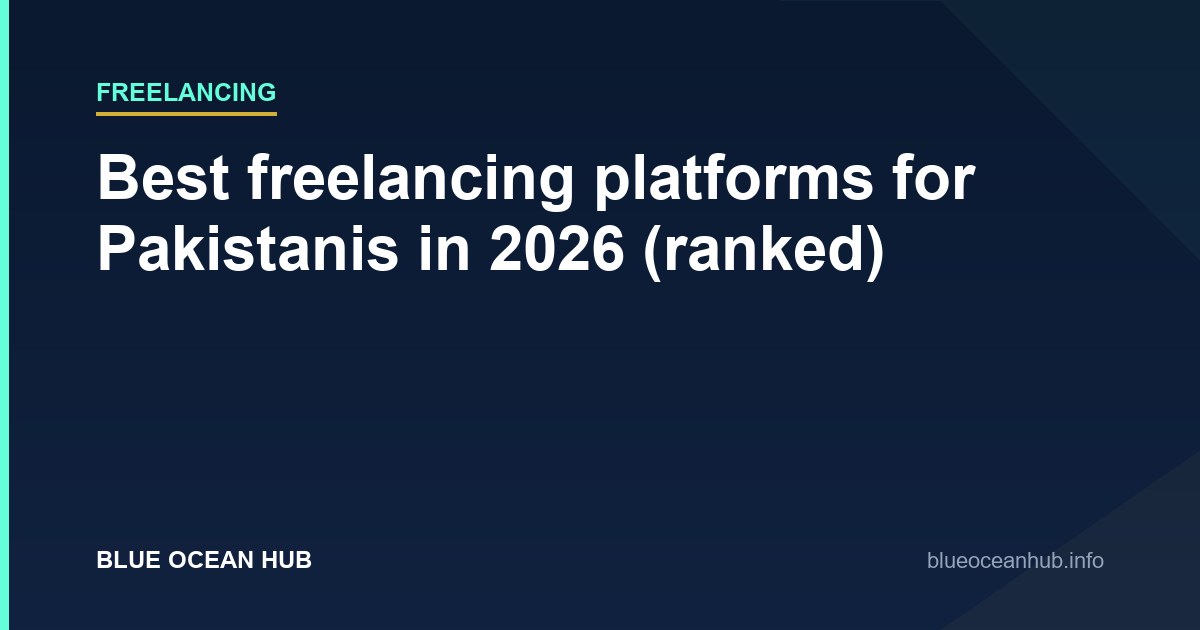 FREELANCING
Best freelancing platforms for
Pakistanis in 2026 (ranked)
BLUE OCEAN HUB
blueoceanhub.info